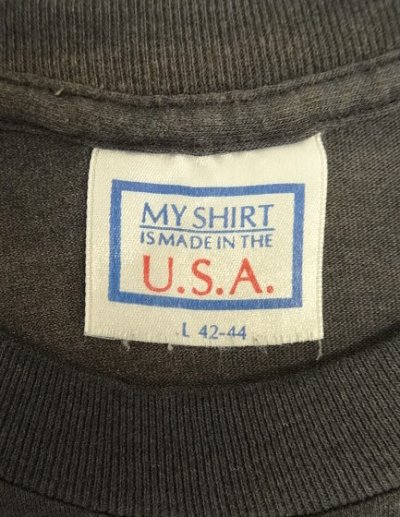 MY SHIRT
IS MADE IN THE
U.S.A.
L 42-44